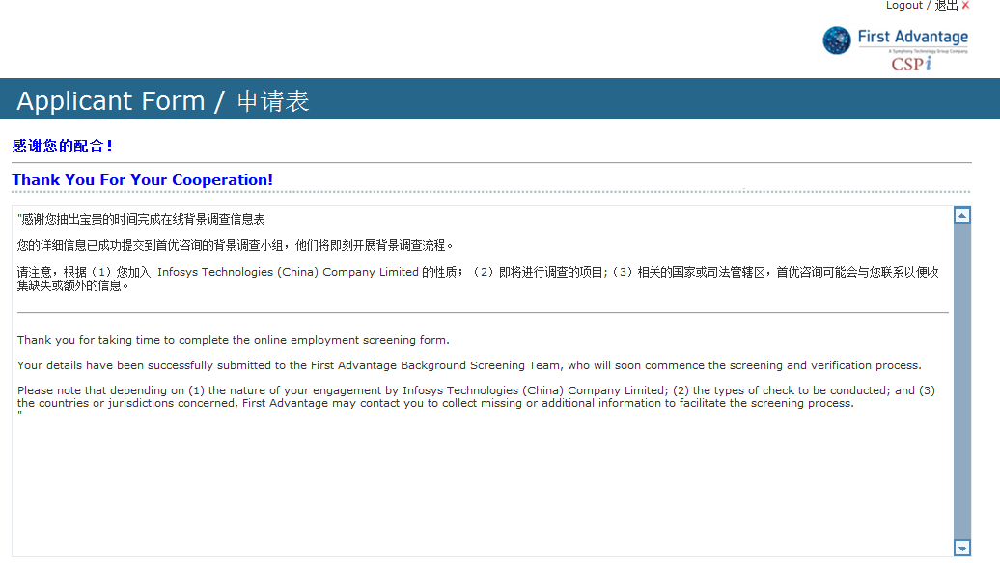 Logout / 退出 X
First Advantage
A Symphony Technology Group Company
CSPi
Applicant Form / 申请表
感谢您的配合！
Thank You For Your Cooperation!
"感谢您抽出宝贵的时间完成在线背景调查信息表
您的详细信息已成功提交到首优咨询的背景调查小组，他们将即刻开展背景调查流程。
请注意，根据（1）您加入 Infosys Technologies (China) Company Limited 的性质；（2）即将进行调查的项目;（3）相关的国家或司法管辖区，首优咨询可能会与您联系以便收
集缺失或额外的信息。
Thank you for taking time to complete the online employment screening form.
Your details have been successfully submitted to the First Advantage Background Screening Team, who will soon commence the screening and verification process.
Please note that depending on (1) the nature of your engagement by Infosys Technologies (China) Company Limited; (2) the types of check to be conducted; and (3)
the countries or jurisdictions concerned, First Advantage may contact you to collect missing or additional information to facilitate the screening process.
"